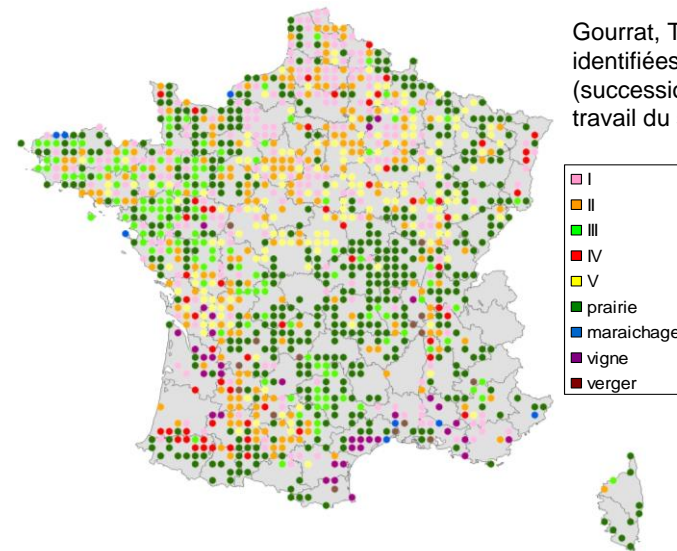 Gourrat, T
identifiées
(successio
travail du
I
II
III
IV
V
prairie
maraichage
vigne
verger